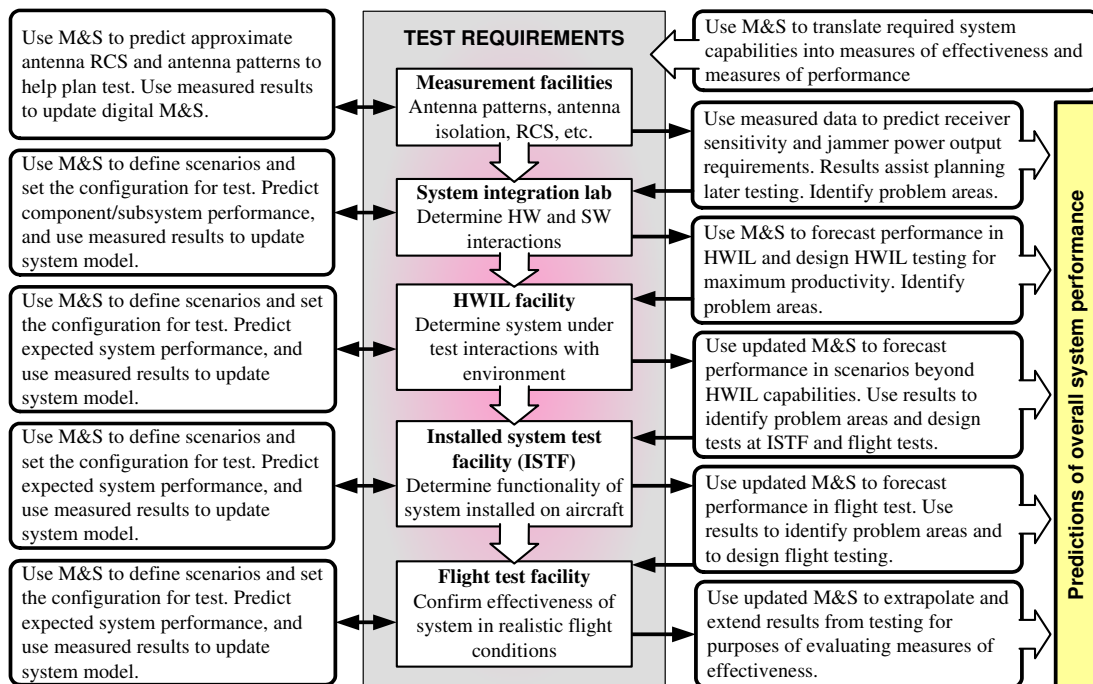 Use M&S to predict approximate
antenna RCS and antenna patterns to
help plan test. Use measured results
to update digital M&S.
Use M&S to define scenarios and
set the configuration for test. Predict
component/subsystem performance,
and use measured results to update
system model.
Use M&S to define scenarios and set
the configuration for test. Predict
expected system performance, and
use measured results to update
system model.
Use M&S to define scenarios and
set the configuration for test. Predict
expected system performance, and
use measured results to update
system model.
Use M&S to define scenarios and set
the configuration for test. Predict
expected system performance, and
use measured results to update
system model.
TEST REQUIREMENTS
Measurement facilities
Antenna patterns, antenna
isolation, RCS, etc.
System integration lab
Determine HW and SW
interactions
HWIL facility
Determine system under
test interactions with
environment
Installed system test
facility (ISTF)
Determine functionality of
system installed on aircraft
Flight test facility
Confirm effectiveness of
system in realistic flight
conditions
Use M&S to translate required system
capabilities into measures of effectiveness and
measures of performance
Use measured data to predict receiver
sensitivity and jammer power output
requirements. Results assist planning
later testing. Identify problem areas.
Use M&S to forecast performance in
HWIL and design HWIL testing for
maximum productivity. Identify
problem areas.
Use updated M&S to forecast
performance in scenarios beyond
HWIL capabilities. Use results to
identify problem areas and design
tests at ISTF and flight tests.
Use updated M&S to forecast
performance in flight test. Use
results to identify problem areas and
to design flight testing.
Use updated M&S to extrapolate and
extend results from testing for
purposes of evaluating measures of
effectiveness.
Predictions of overall system performance